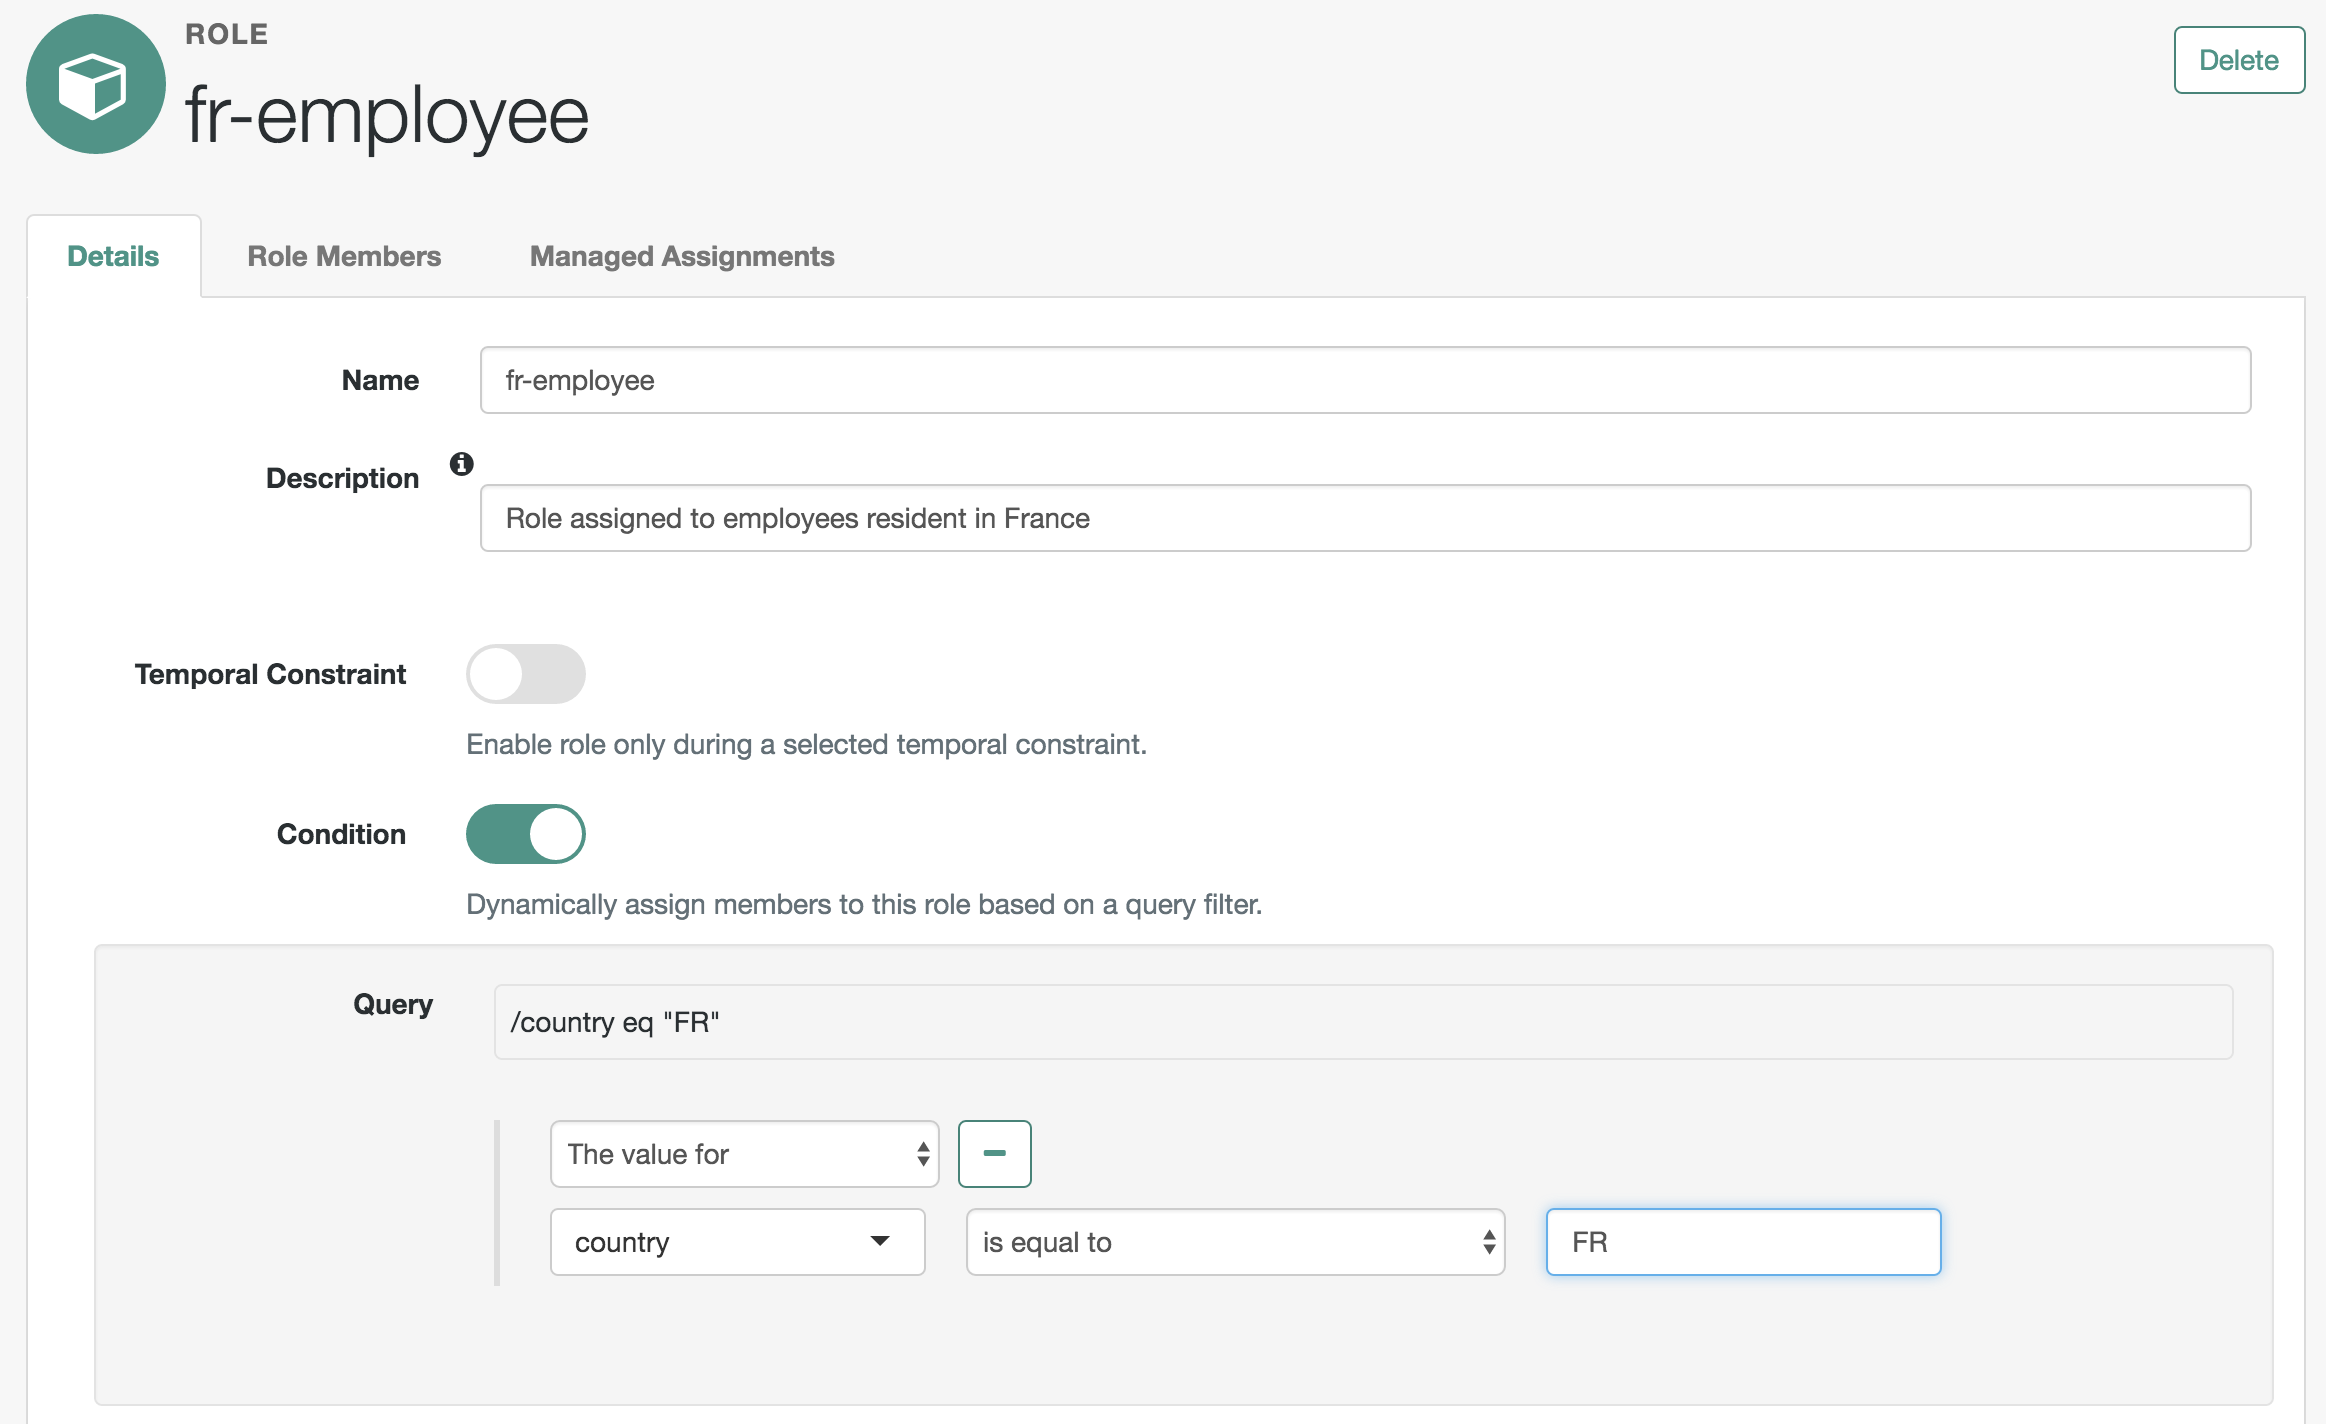 ROLE
fr-employee
Delete
Details
Role Members
Managed Assignments
Name
fr-employee
Description
Role assigned to employees resident in France
Temporal Constraint
Enable role only during a selected temporal constraint.
Condition
Dynamically assign members to this role based on a query filter.
Query
/country eq "FR"
The value for
country
is equal to
FR